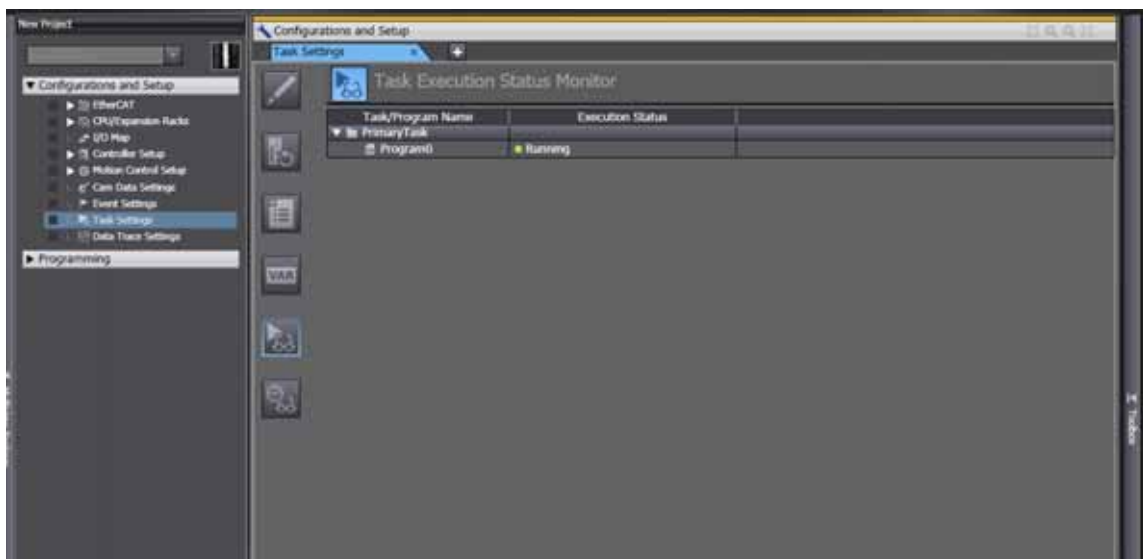 New Project
Configurations and Setup
EtherCAT
CPU/Expansion Racks
I/O Map
Controller Setup
Motion Control Setup
Cam Data Settings
Event Settings
Task Settings
Data Trace Settings
Programming
Configurations and Setup
Task Settings
Task Execution Status Monitor
Task/Program Name Execution Status
PrimaryTask
Program0 Running
VAR
Toolbox